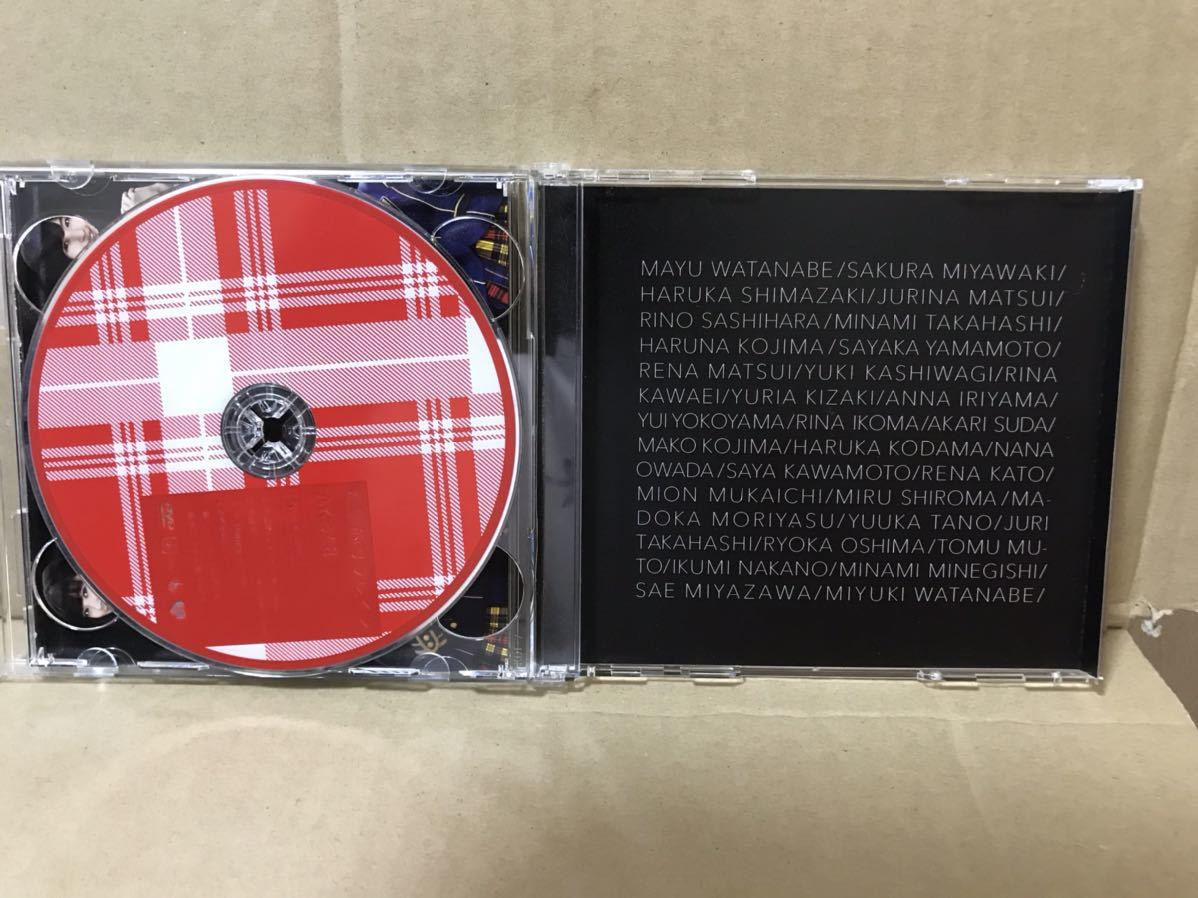 MAYU WATANABE/SAKURA MIYAWAKI/
HARUKA SHIMAZAKI/JURINA MATSUI/
RINO SASHIHARA/MINAMI TAKAHASHI/
HARUNA KOJIMA/SAYAKA YAMAMOTO/
RENA MATSUI/YUKI KASHIWAGI/RINA
KAWAEI/YURIA KIZAKI/ANNA IRIYAMA/
YUI YOKOYAMA/RINA IKOMA/AKARI SUDA/
MAKO KOJIMA/HARUKA KODAMA/NANA
OWADA/SAYA KAWAMOTO/RENA KATO/
MION MUKAICHI/MIRU SHIROMA/MA-
DOKA MORIYASU/YUUKA TANO/JURI
TAKAHASHI/RYOKA OSHIMA/TOMU MU-
TO/IKUMI NAKANO/MINAMI MINEGISHI/
SAE MIYAZAWA/MIYUKI WATANABE/